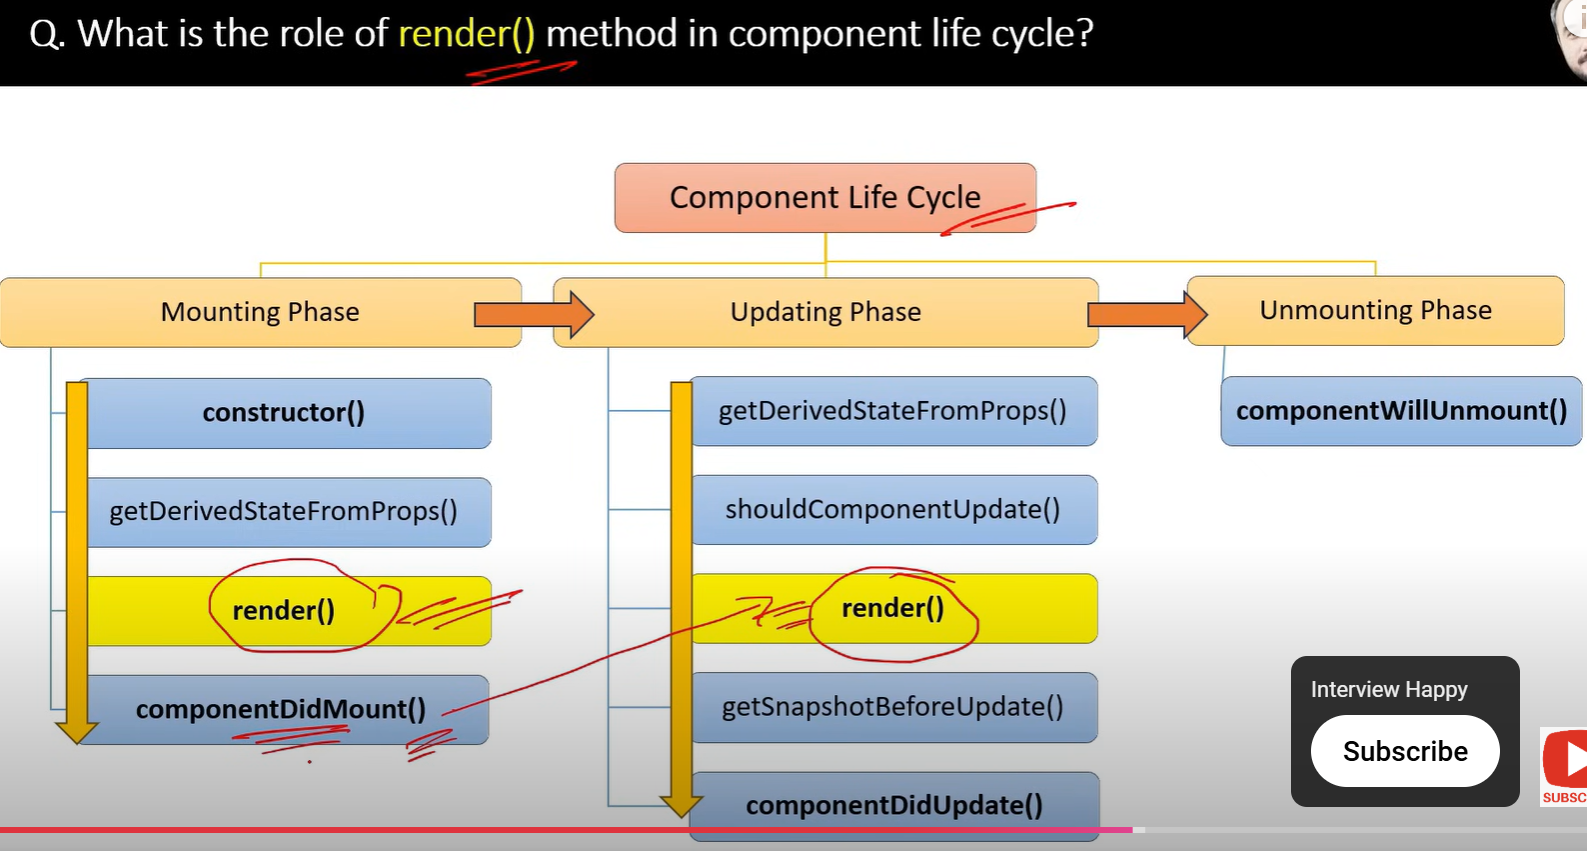 Q. What is the role of render() method in component life cycle?
Component Life Cycle
Mounting Phase
Updating Phase
Unmounting Phase
constructor()
getDerivedStateFromProps()
render()
componentDidMount()
getDerivedStateFromProps()
shouldComponentUpdate()
render()
getSnapshotBeforeUpdate()
componentDidUpdate()
componentWillUnmount()
Interview Happy
Subscribe
SUBSC